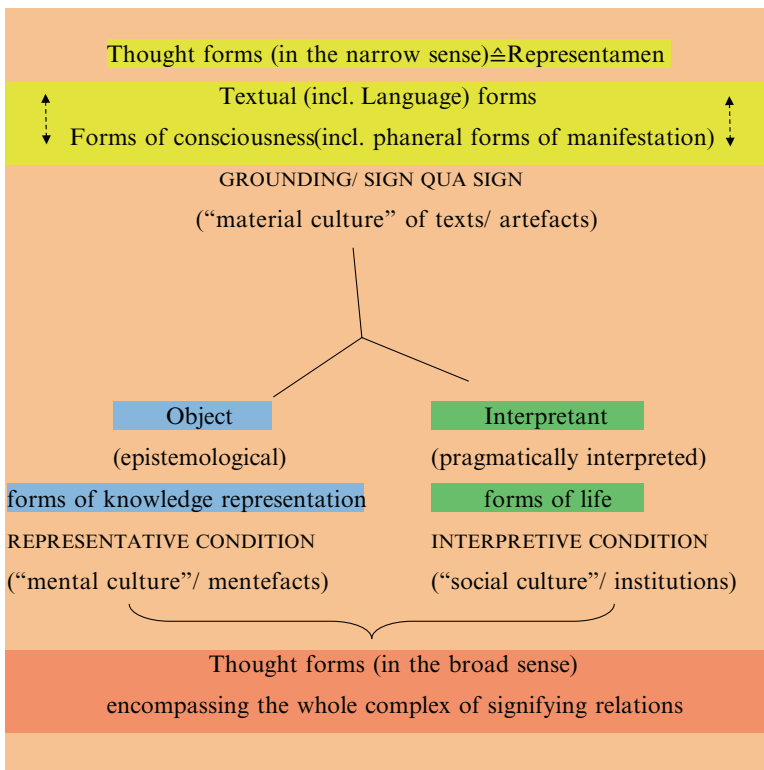 Thought forms (in the narrow sense)≙Representamen
Textual (incl. Language) forms
Forms of consciousness(incl. phaneral forms of manifestation)
GROUNDING/ SIGN QUA SIGN
(“material culture” of texts/ artefacts)
Object
(epistemological)
forms of knowledge representation
REPRESENTATIVE CONDITION
(“mental culture”/ mentefacts)
Interpretant
(pragmatically interpreted)
forms of life
INTERPRETIVE CONDITION
(“social culture”/ institutions)
Thought forms (in the broad sense)
encompassing the whole complex of signifying relations